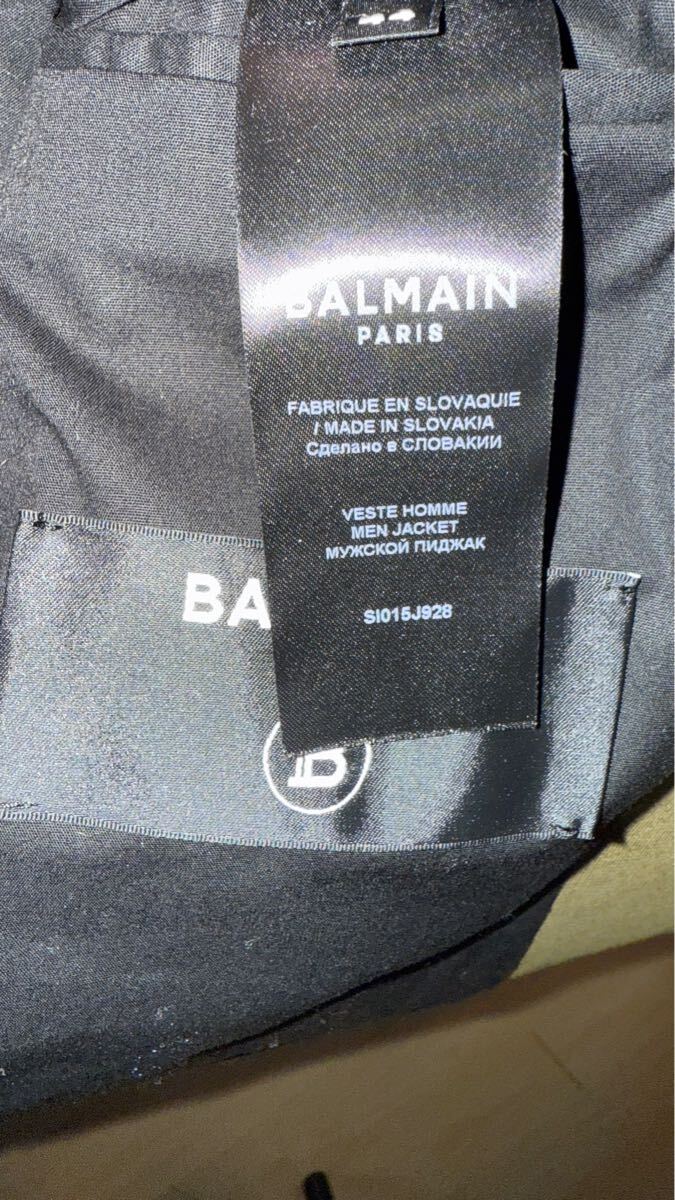 BALMAIN
PARIS
FABRIQUE EN SLOVAQUIE
/ MADE IN SLOVAKIA
Сделано в СЛОВАКИИ
VESTE HOMME
MEN JACKET
МУЖСКОЙ ПИДЖАК
SI015J928
BA
B